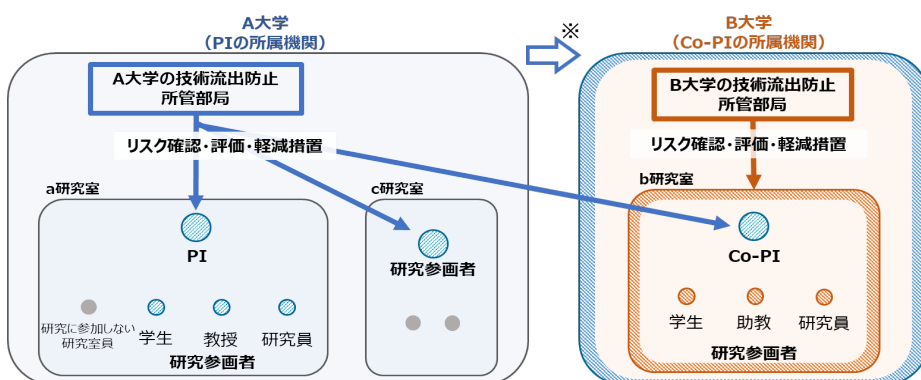 A大学
(PIの所属機関)
※
B大学
(Co-PIの所属機関)
A大学の技術流出防止
所管部局
B大学の技術流出防止
所管部局
リスク確認・評価・軽減措置
リスク確認・評価・軽減措置
a研究室
c研究室
b研究室
PI
研究参画者
Co-PI
研究に参加しない
研究室員
学生
教授
研究員
研究参画者
学生
助教
研究員
研究参画者